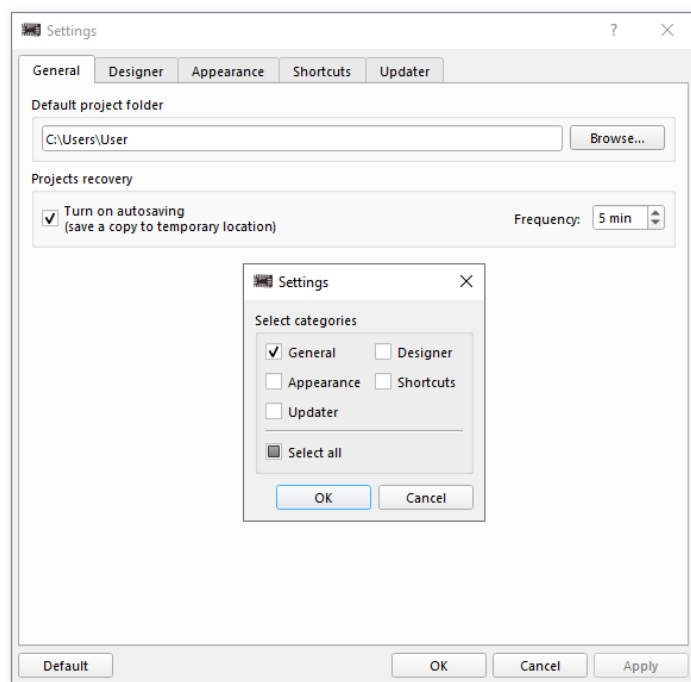 Settings
General Designer Appearance Shortcuts Updater
Default project folder
C:\Users\User Browse...
Projects recovery
Turn on autosaving
(save a copy to temporary location)
Frequency: 5 min
Settings
Select categories
General Designer
Appearance Shortcuts
Updater
Select all
OK Cancel
Default OK Cancel Apply